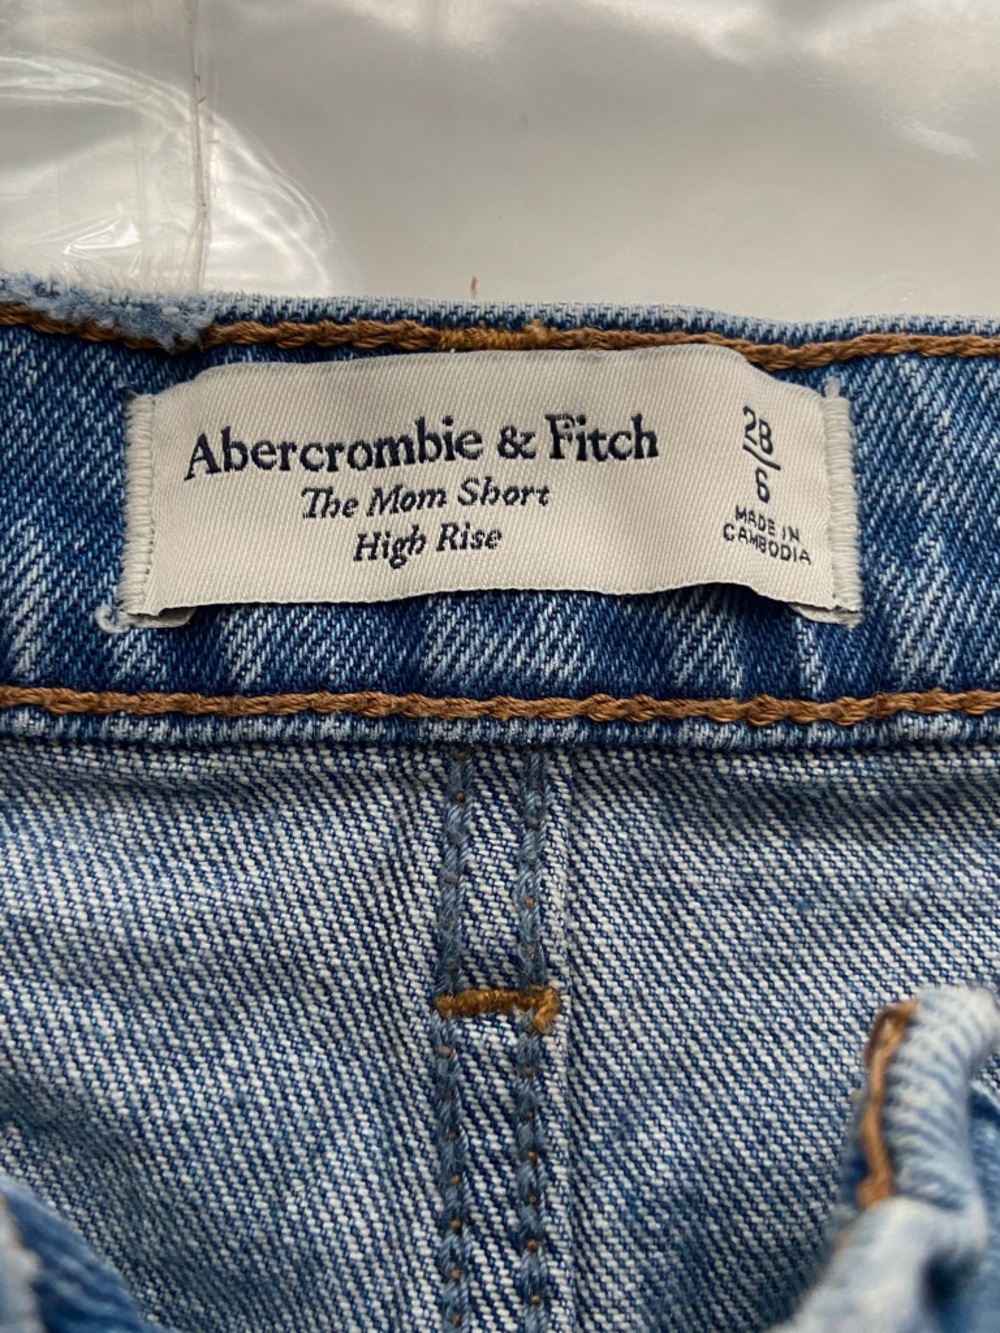 Abercrombie & Fitch
The Mom Short
High Rise
28
6
MADE IN
CAMBODIA